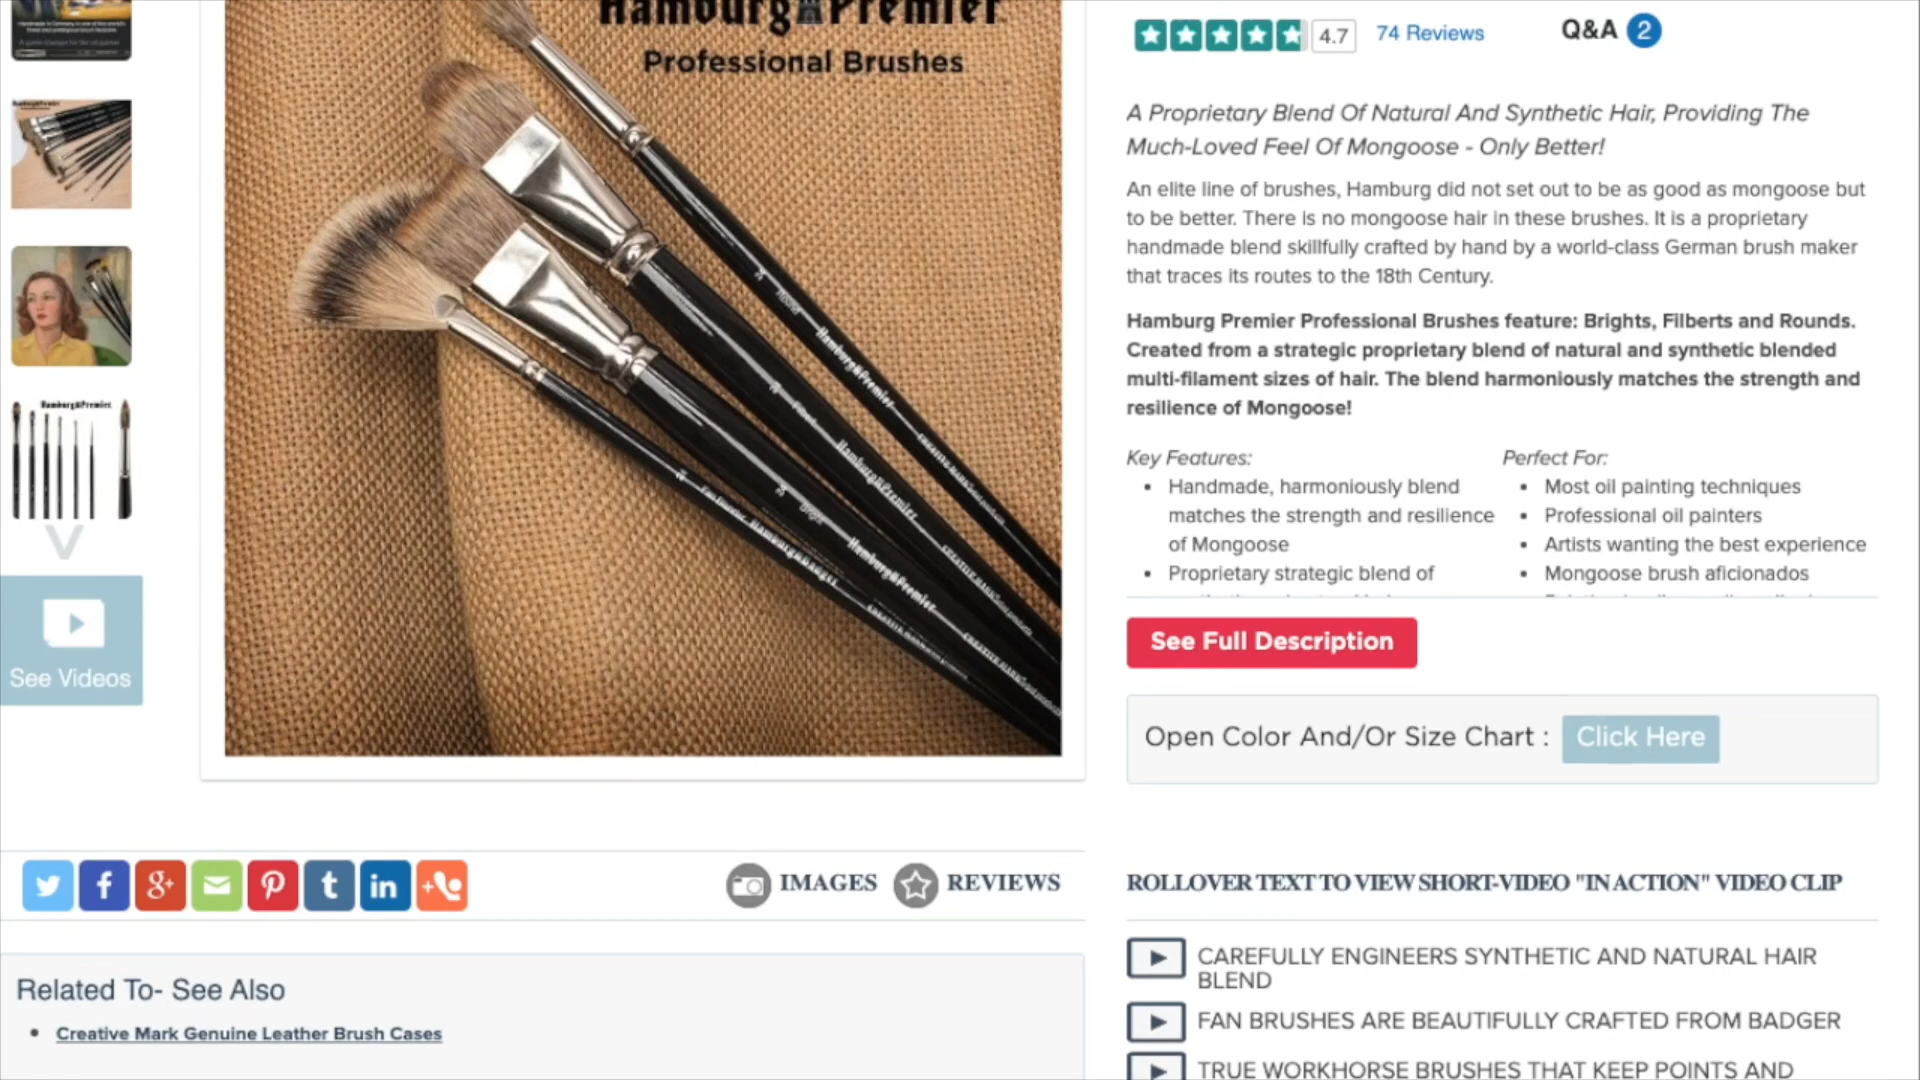 Hamburg Premier
Professional Brushes
4.7
74 Reviews
Q&A 2
A Proprietary Blend Of Natural And Synthetic Hair, Providing The
Much-Loved Feel Of Mongoose - Only Better!
An elite line of brushes, Hamburg did not set out to be as good as mongoose but
to be better. There is no mongoose hair in these brushes. It is a proprietary
handmade blend skillfully crafted by hand by a world-class German brush maker
that traces its routes to the 18th Century.
Hamburg Premier Professional Brushes feature: Brights, Filberts and Rounds.
Created from a strategic proprietary blend of natural and synthetic blended
multi-filament sizes of hair. The blend harmoniously matches the strength and
resilience of Mongoose!
Key Features:
Handmade, harmoniously blend
matches the strength and resilience
of Mongoose
Proprietary strategic blend of
Perfect For:
Most oil painting techniques
Professional oil painters
Artists wanting the best experience
Mongoose brush aficionados
See Full Description
Open Color And/Or Size Chart :
Click Here
Hamburg Premier
Hamburg Premier
Hamburg Premier
Hamburg Premier
See Videos
IMAGES
REVIEWS
ROLLOVER TEXT TO VIEW SHORT-VIDEO "IN ACTION" VIDEO CLIP
CAREFULLY ENGINEERS SYNTHETIC AND NATURAL HAIR
BLEND
FAN BRUSHES ARE BEAUTIFULLY CRAFTED FROM BADGER
TRUE WORKHORSE BRUSHES THAT KEEP POINTS AND
Related To- See Also
Creative Mark Genuine Leather Brush Cases